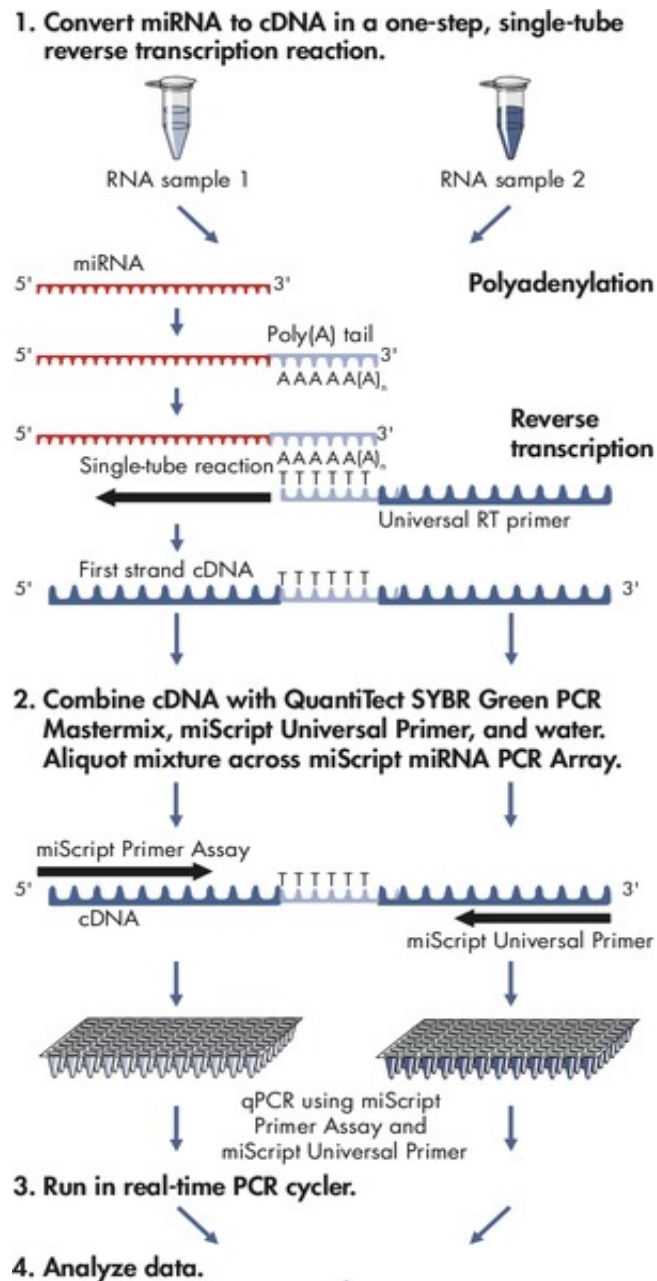 1. Convert miRNA to cDNA in a one-step, single-tube
reverse transcription reaction.
RNA sample 1
RNA sample 2
miRNA
5' 3'
Polyadenylation
Poly(A) tail
5' 3'
AAAAA(A)n
Reverse
transcription
5' 3'
AAAAA(A)n
Single-tube reaction
TTTTTT
Universal RT primer
First strand cDNA
TTTTTT
5' 3'
2. Combine cDNA with QuantiTect SYBR Green PCR
Mastermix, miScript Universal Primer, and water.
Aliquot mixture across miScript miRNA PCR Array.
miScript Primer Assay
TTTTTT
5' 3'
cDNA
miScript Universal Primer
qPCR using miScript
Primer Assay and
miScript Universal Primer
3. Run in real-time PCR cycler.
4. Analyze data.